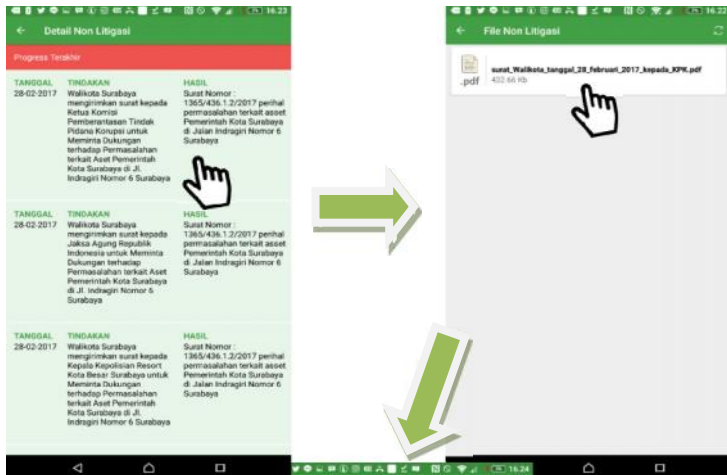 16.23
Detail Non Litigasi
Progress Terakhir
TANGGAL
28-02-2017
TINDAKAN
Walikota Surabaya
mengirimkan surat kepada
Ketua Komisi
Pemberantasan Tindak
Pidana Korupsi untuk
Meminta Dukungan
terhadap Permasalahan
terkait Aset Pemerintah
Kota Surabaya di Jl.
Indragiri Nomor 6 Surabaya
HASIL
Surat Nomor :
1365/436.1.2/2017 perihal
permasalahan terkait asset
Pemerintah Kota Surabaya
di Jalan Indragiri Nomor 6
Surabaya
TANGGAL
28-02-2017
TINDAKAN
Walikota Surabaya
mengirimkan surat kepada
Jaksa Agung Republik
Indonesia untuk Meminta
Dukungan terhadap
Permasalahan terkait Aset
Pemerintah Kota Surabaya
di Jl. Indragiri Nomor 6
Surabaya
HASIL
Surat Nomor :
1365/436.1.2/2017 perihal
permasalahan terkait asset
Pemerintah Kota Surabaya
di Jalan Indragiri Nomor 6
Surabaya
TANGGAL
28-02-2017
TINDAKAN
Walikota Surabaya
mengirimkan surat kepada
Kepala Kepolisian Resort
Kota Besar Surabaya untuk
Meminta Dukungan
terhadap Permasalahan
terkait Aset Pemerintah
Kota Surabaya di Jl.
Indragiri Nomor 6 Surabaya
HASIL
Surat Nomor :
1365/436.1.2/2017 perihal
permasalahan terkait asset
Pemerintah Kota Surabaya
di Jalan Indragiri Nomor 6
Surabaya
16.22
File Non Litigasi
surat_Walikota_tanggal_28_februari_2017_kepada_KPK.pdf
.pdf
432.66 Kb
16.24